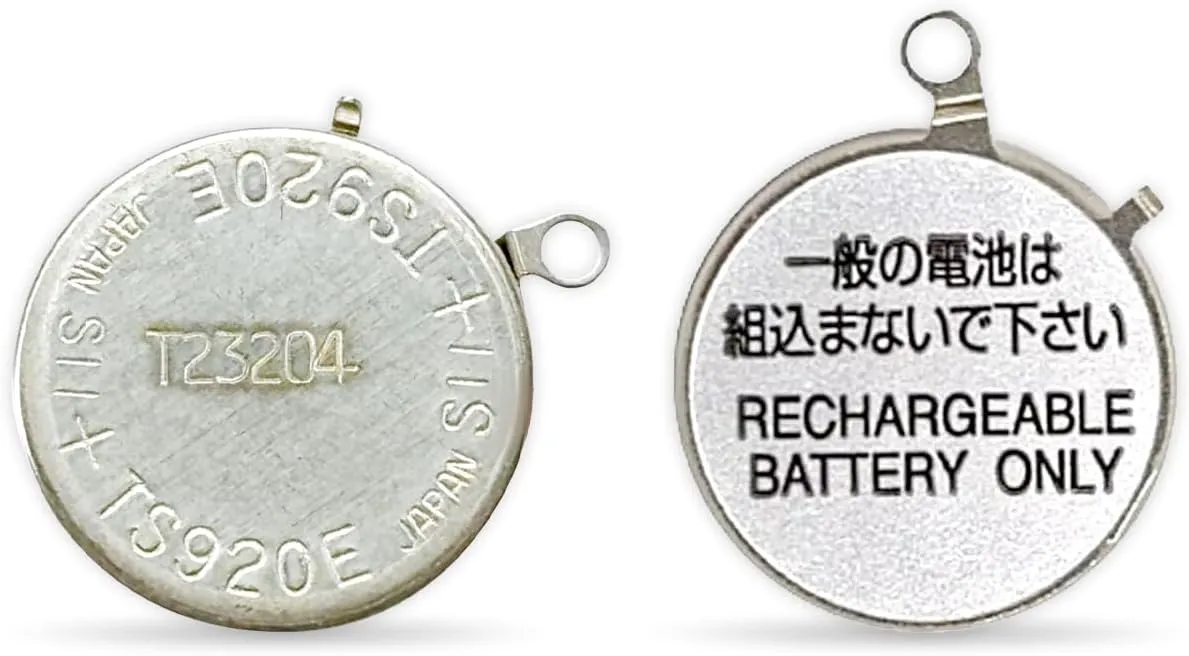 TS920E
JAPAN
SII
+
T23204
+
SII
JAPAN
TS920E
一般の電池は
組込まないで下さい
RECHARGEABLE
BATTERY ONLY